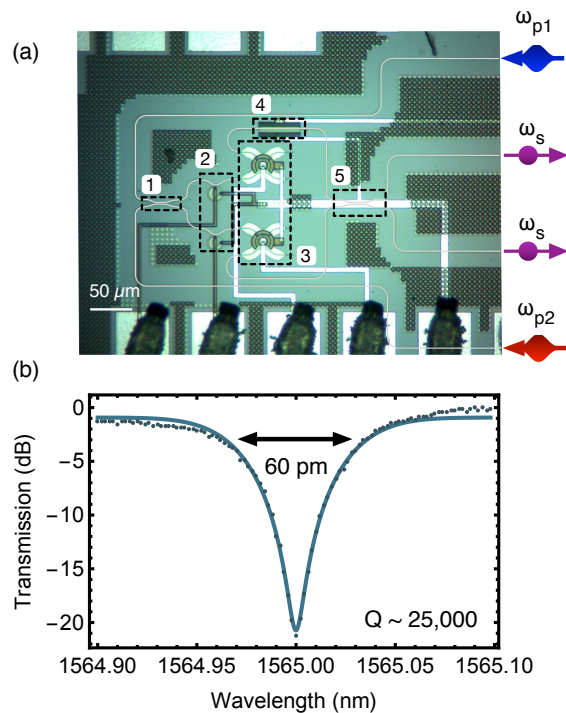 (a)
ω_p1
4
ω_s
2
1
5
3
ω_s
50 μm
ω_p2
(b)
0
−5
−10
−15
−20
Transmission (dB)
60 pm
Q ~ 25,000
1564.90 1564.95 1565.00 1565.05 1565.10
Wavelength (nm)